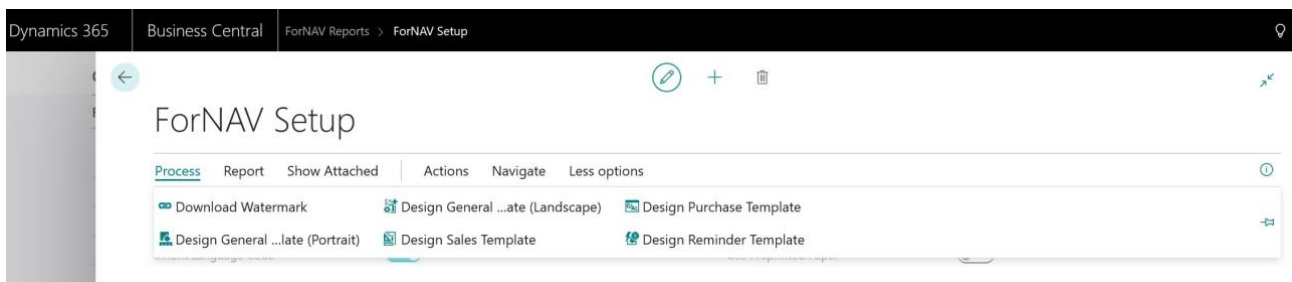 Dynamics 365 Business Central ForNAV Reports > ForNAV Setup
ForNAV Setup
Process Report Show Attached Actions Navigate Less options
Download Watermark Design General ...ate (Landscape) Design Purchase Template
Design General ...late (Portrait) Design Sales Template Design Reminder Template